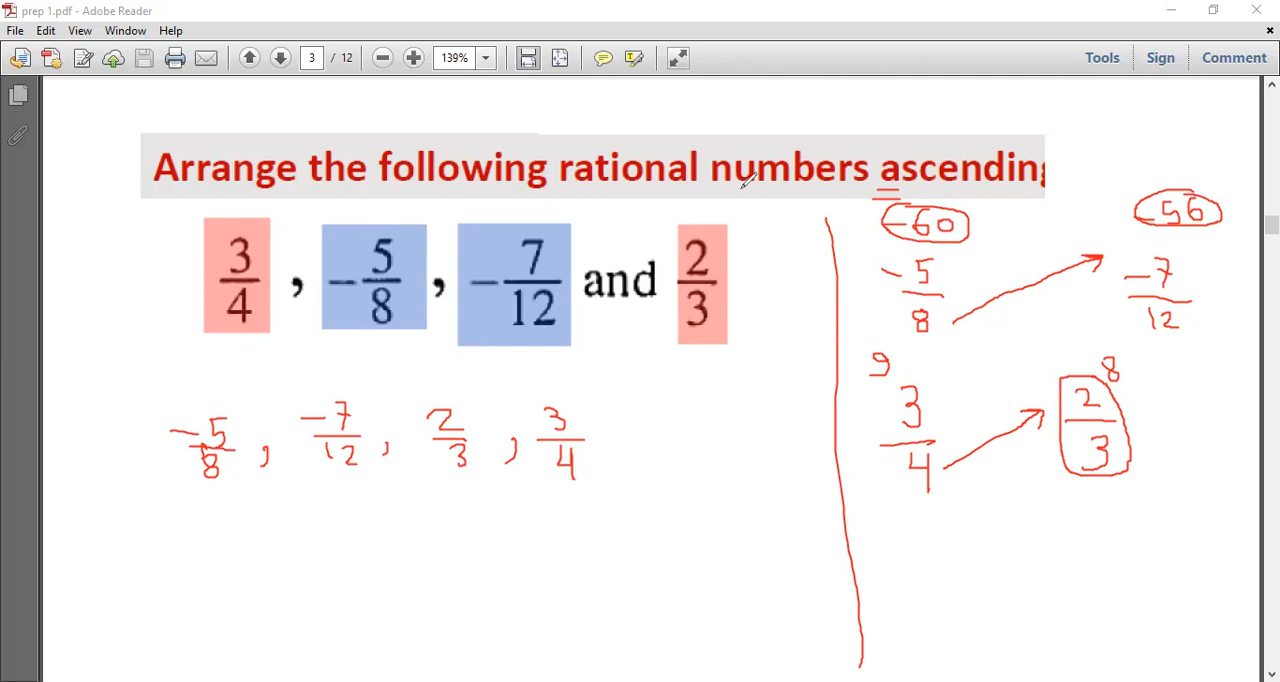 prep 1.pdf - Adobe Reader
File Edit View Window Help
3 / 12 139% Tools Sign Comment
Arrange the following rational numbers ascending
3/4 , -5/8 , -7/12 and 2/3
-60 -56
-5/8 -7/12
9 8
3/4 2/3
-5/8 , -7/12 , 2/3 , 3/4